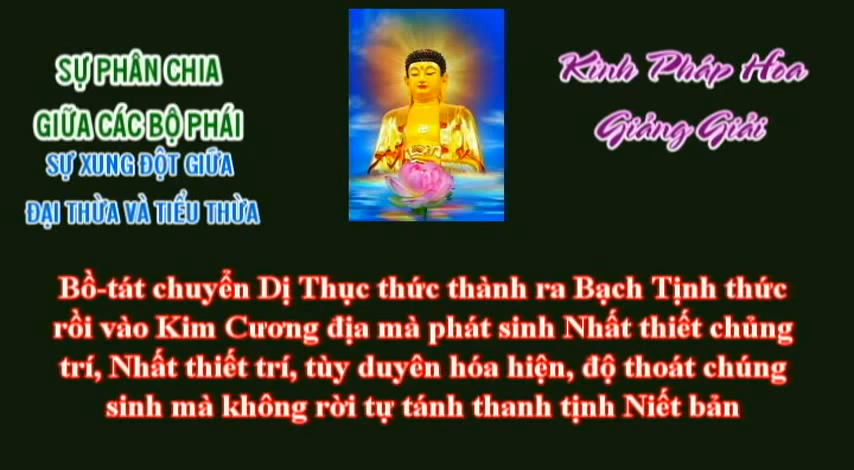 SỰ PHÂN CHIA
GIỮA CÁC BỘ PHÁI
SỰ XUNG ĐỘT GIỮA
ĐẠI THỪA VÀ TIỂU THỪA
Kinh Pháp Hoa
Giảng Giải
Bồ-tát chuyển Dị Thục thức thành ra Bạch Tịnh thức
rồi vào Kim Cương địa mà phát sinh Nhất thiết chủng
trí, Nhất thiết trí, tùy duyên hóa hiện, độ thoát chúng
sinh mà không rời tự tánh thanh tịnh Niết bản